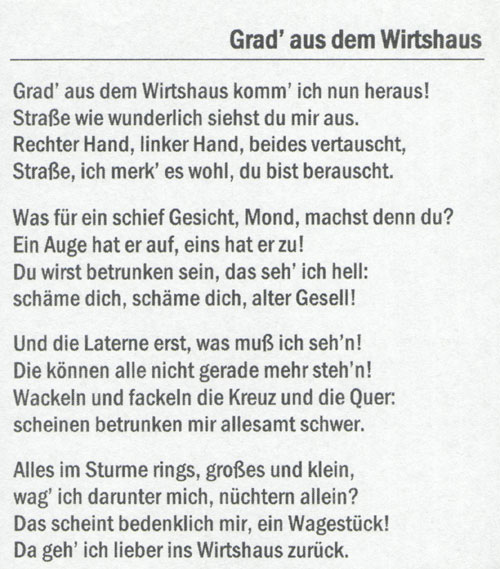 Grad' aus dem Wirtshaus
Grad' aus dem Wirtshaus komm' ich nun heraus!
Straße wie wunderlich siehst du mir aus.
Rechter Hand, linker Hand, beides vertauscht,
Straße, ich merk' es wohl, du bist berauscht.
Was für ein schief Gesicht, Mond, machst denn du?
Ein Auge hat er auf, eins hat er zu!
Du wirst betrunken sein, das seh' ich hell:
schäme dich, schäme dich, alter Gesell!
Und die Laterne erst, was muß ich seh'n!
Die können alle nicht gerade mehr steh'n!
Wackeln und fackeln die Kreuz und die Quer:
scheinen betrunken mir allesamt schwer.
Alles im Sturme rings, großes und klein,
wag' ich darunter mich, nüchtern allein?
Das scheint bedenklich mir, ein Wagestück!
Da geh' ich lieber ins Wirtshaus zurück.